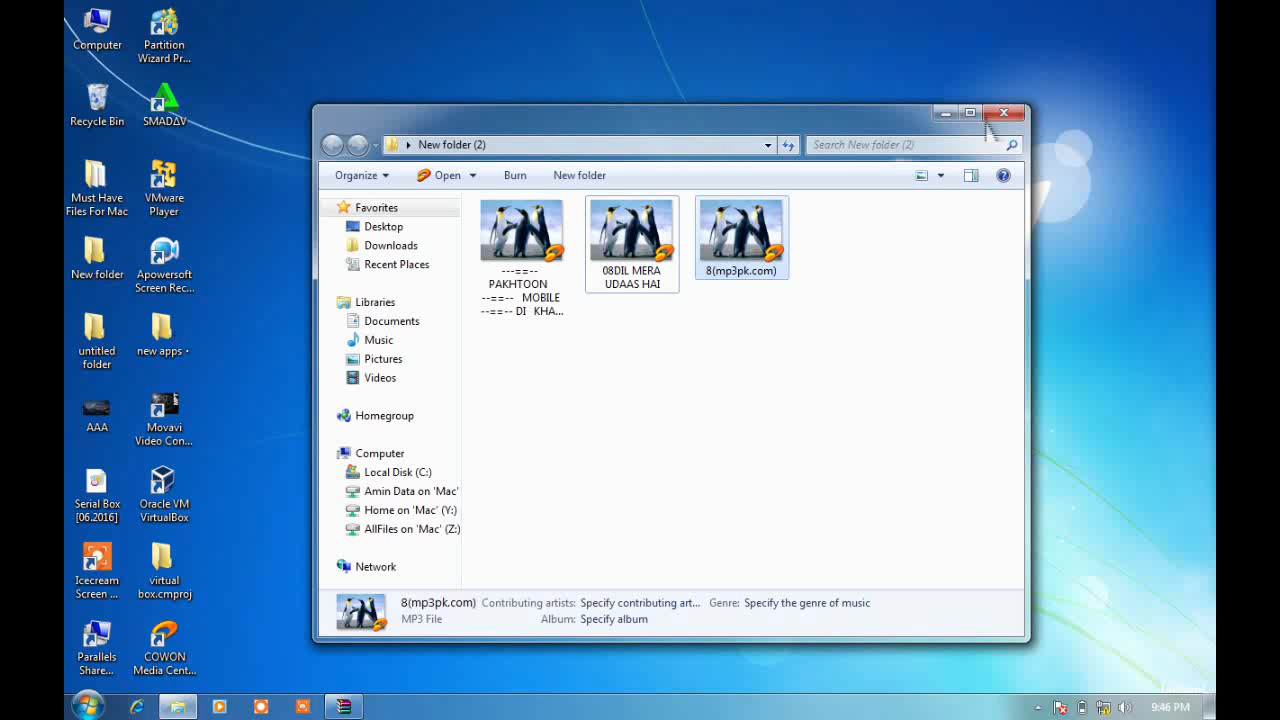 Computer
Partition
Wizard Pr...
Recycle Bin
SMADΔV
Must Have
Files For Mac
VMware
Player
New folder
Apowersoft
Screen Rec...
untitled
folder
new apps •
AAA
Movavi
Video Con...
Serial Box
[06.2016]
Oracle VM
VirtualBox
Icecream
Screen ...
virtual
box.cmproj
Parallels
Share...
COWON
Media Cent...
New folder (2)
Search New folder (2)
Organize
Open
Burn
New folder
Favorites
Desktop
Downloads
Recent Places
Libraries
Documents
Music
Pictures
Videos
Homegroup
Computer
Local Disk (C:)
Amin Data on 'Mac'
Home on 'Mac' (Y:)
AllFiles on 'Mac' (Z:)
Network
---==--
PAKHTOON
--==-- MOBILE
--==-- DI KHA...
08DIL MERA
UDAAS HAI
8(mp3pk.com)
8(mp3pk.com) Contributing artists: Specify contributing art... Genre: Specify the genre of music
MP3 File Album: Specify album
9:46 PM